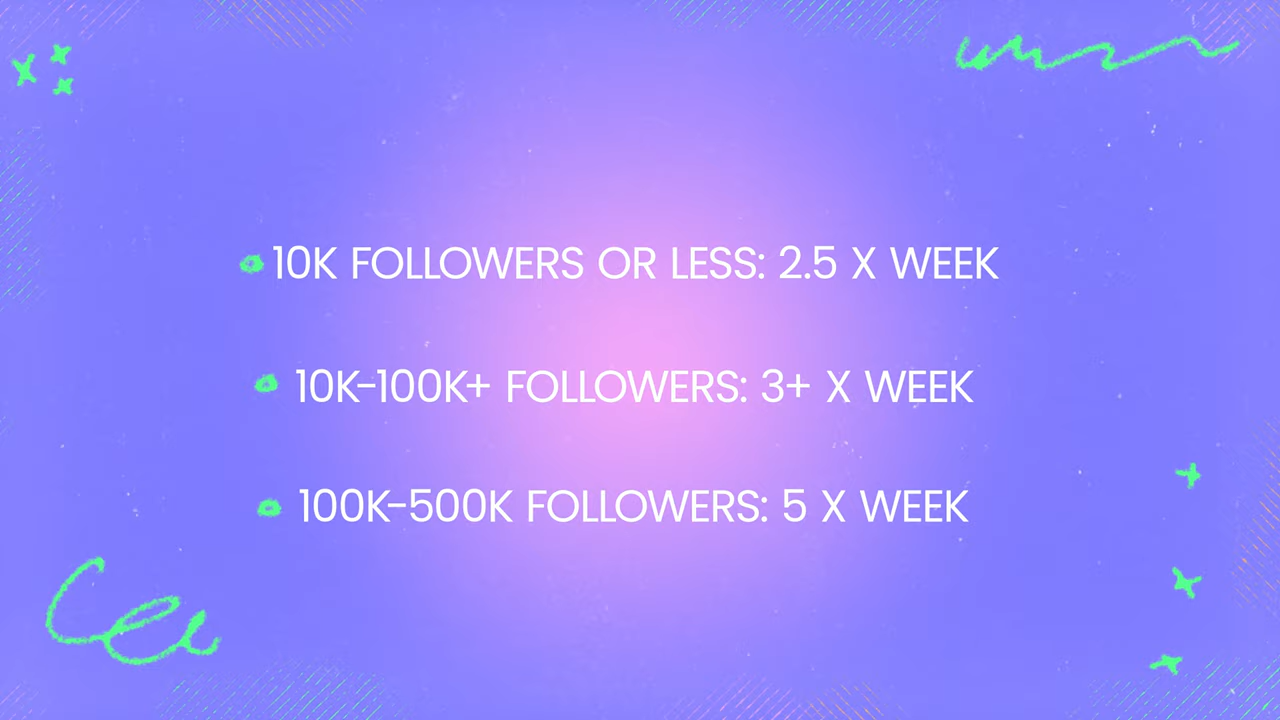 10K FOLLOWERS OR LESS: 2.5 X WEEK
10K-100K+ FOLLOWERS: 3+ X WEEK
100K-500K FOLLOWERS: 5 X WEEK